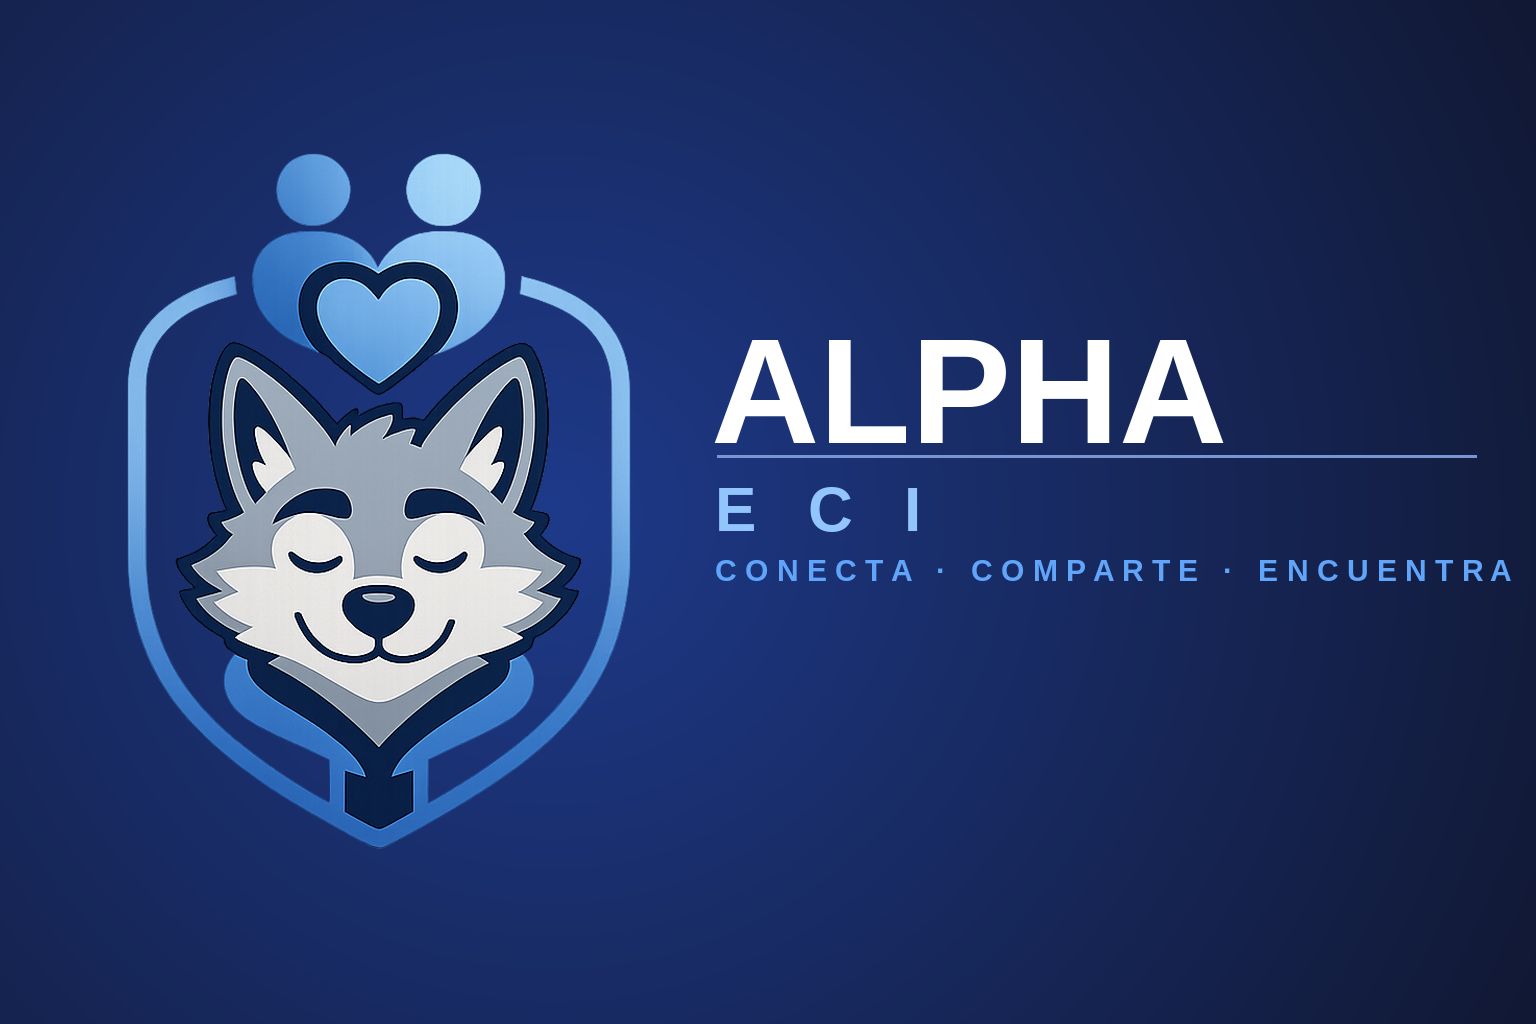 ALPHA
E C I
CONECTA · COMPARTE · ENCUENTRA